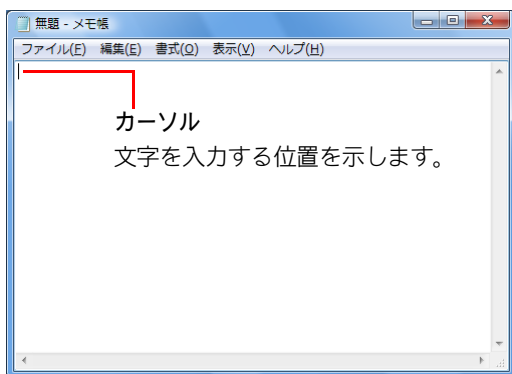 無題 - メモ帳
ファイル(F) 編集(E) 書式(O) 表示(V) ヘルプ(H)
カーソル
文字を入力する位置を示します。